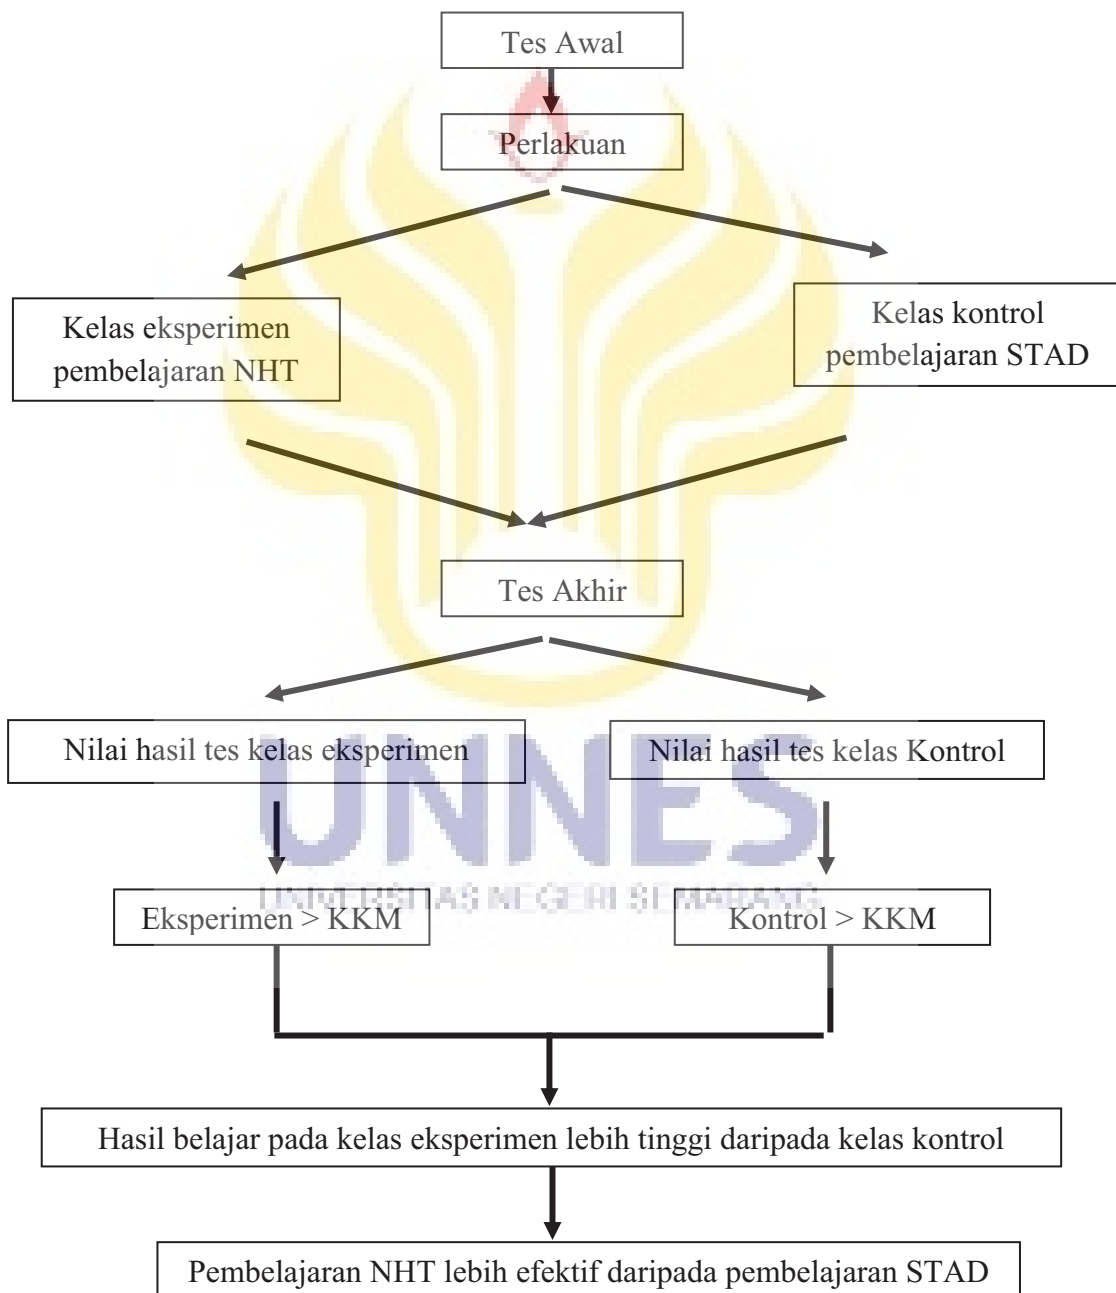 Tes Awal
Perlakuan
Kelas eksperimen
pembelajaran NHT
Kelas kontrol
pembelajaran STAD
Tes Akhir
Nilai hasil tes kelas eksperimen
Nilai hasil tes kelas Kontrol
UNNES
UNIVERSITAS NEGERI SEMARANG
Eksperimen > KKM
Kontrol > KKM
Hasil belajar pada kelas eksperimen lebih tinggi daripada kelas kontrol
Pembelajaran NHT lebih efektif daripada pembelajaran STAD